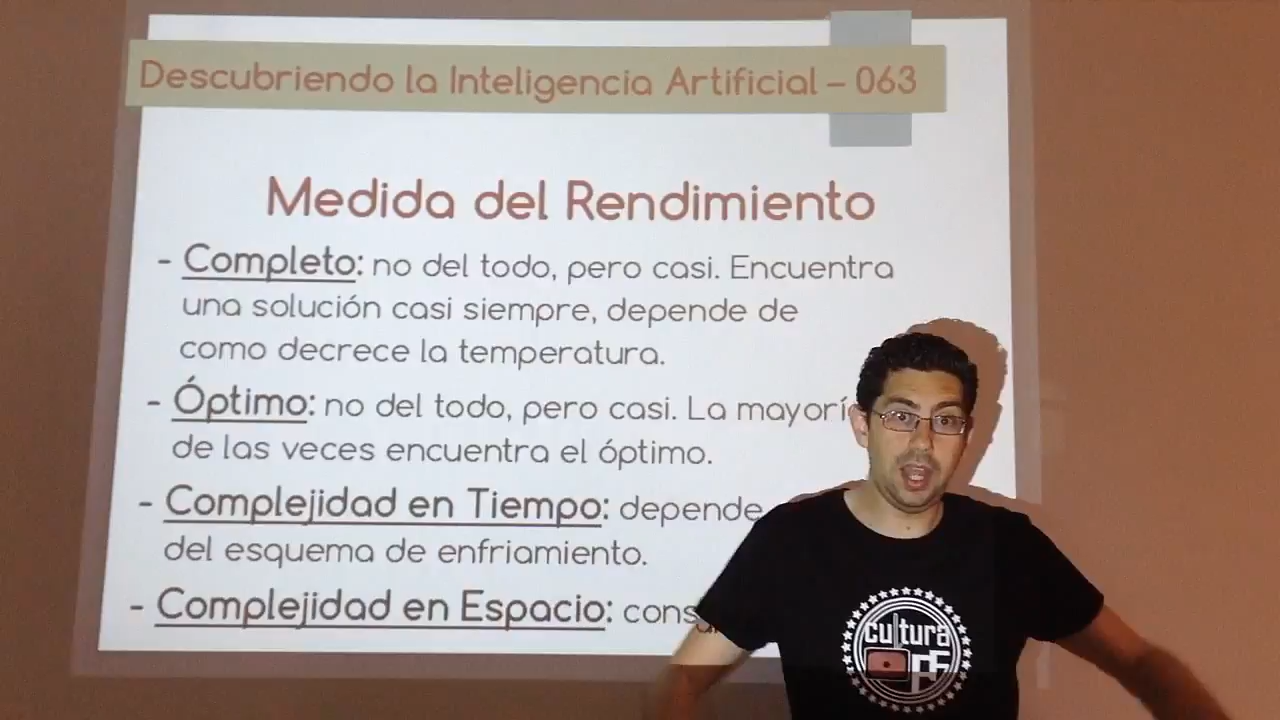 Descubriendo la Inteligencia Artificial – 063
Medida del Rendimiento
- Completo: no del todo, pero casi. Encuentra
una solución casi siempre, depende de
como decrece la temperatura.
- Óptimo: no del todo, pero casi. La
de las veces encuentra el óptimo.
- Complejidad en Tiempo: depende
del esquema de enfriamiento.
- Complejidad en Espacio:
cultura